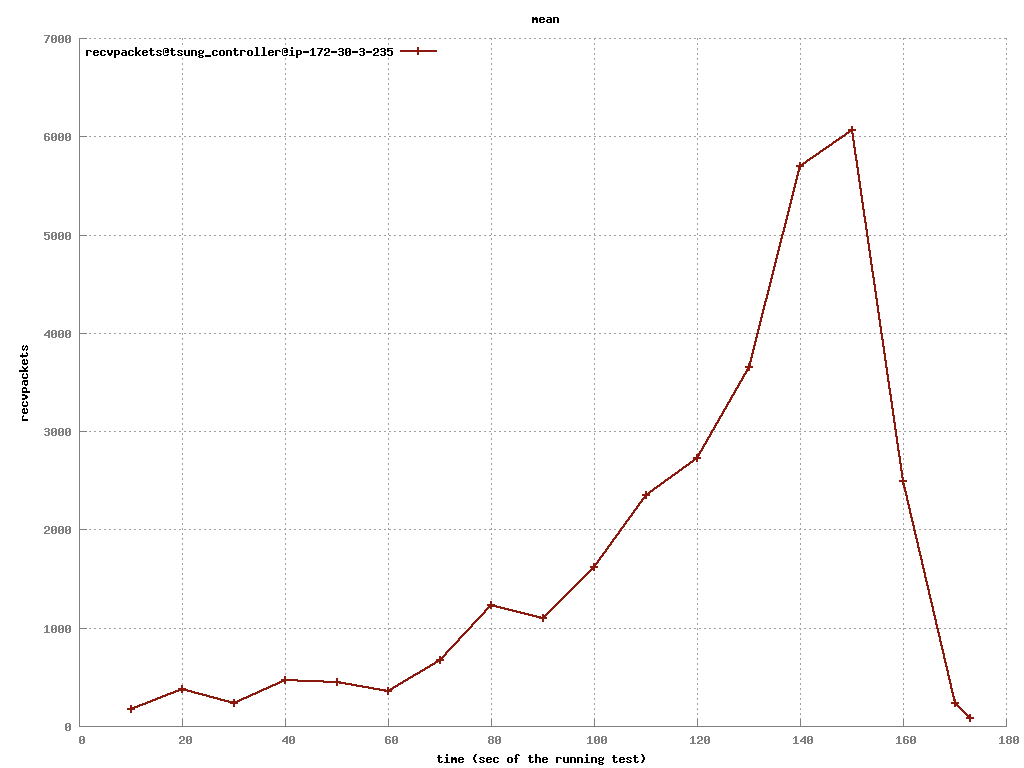 mean
7000
recvpackets@tsung_controller@ip-172-30-3-235
6000
5000
4000
recvpackets
3000
2000
1000
0
0 20 40 60 80 100 120 140 160 180
time (sec of the running test)